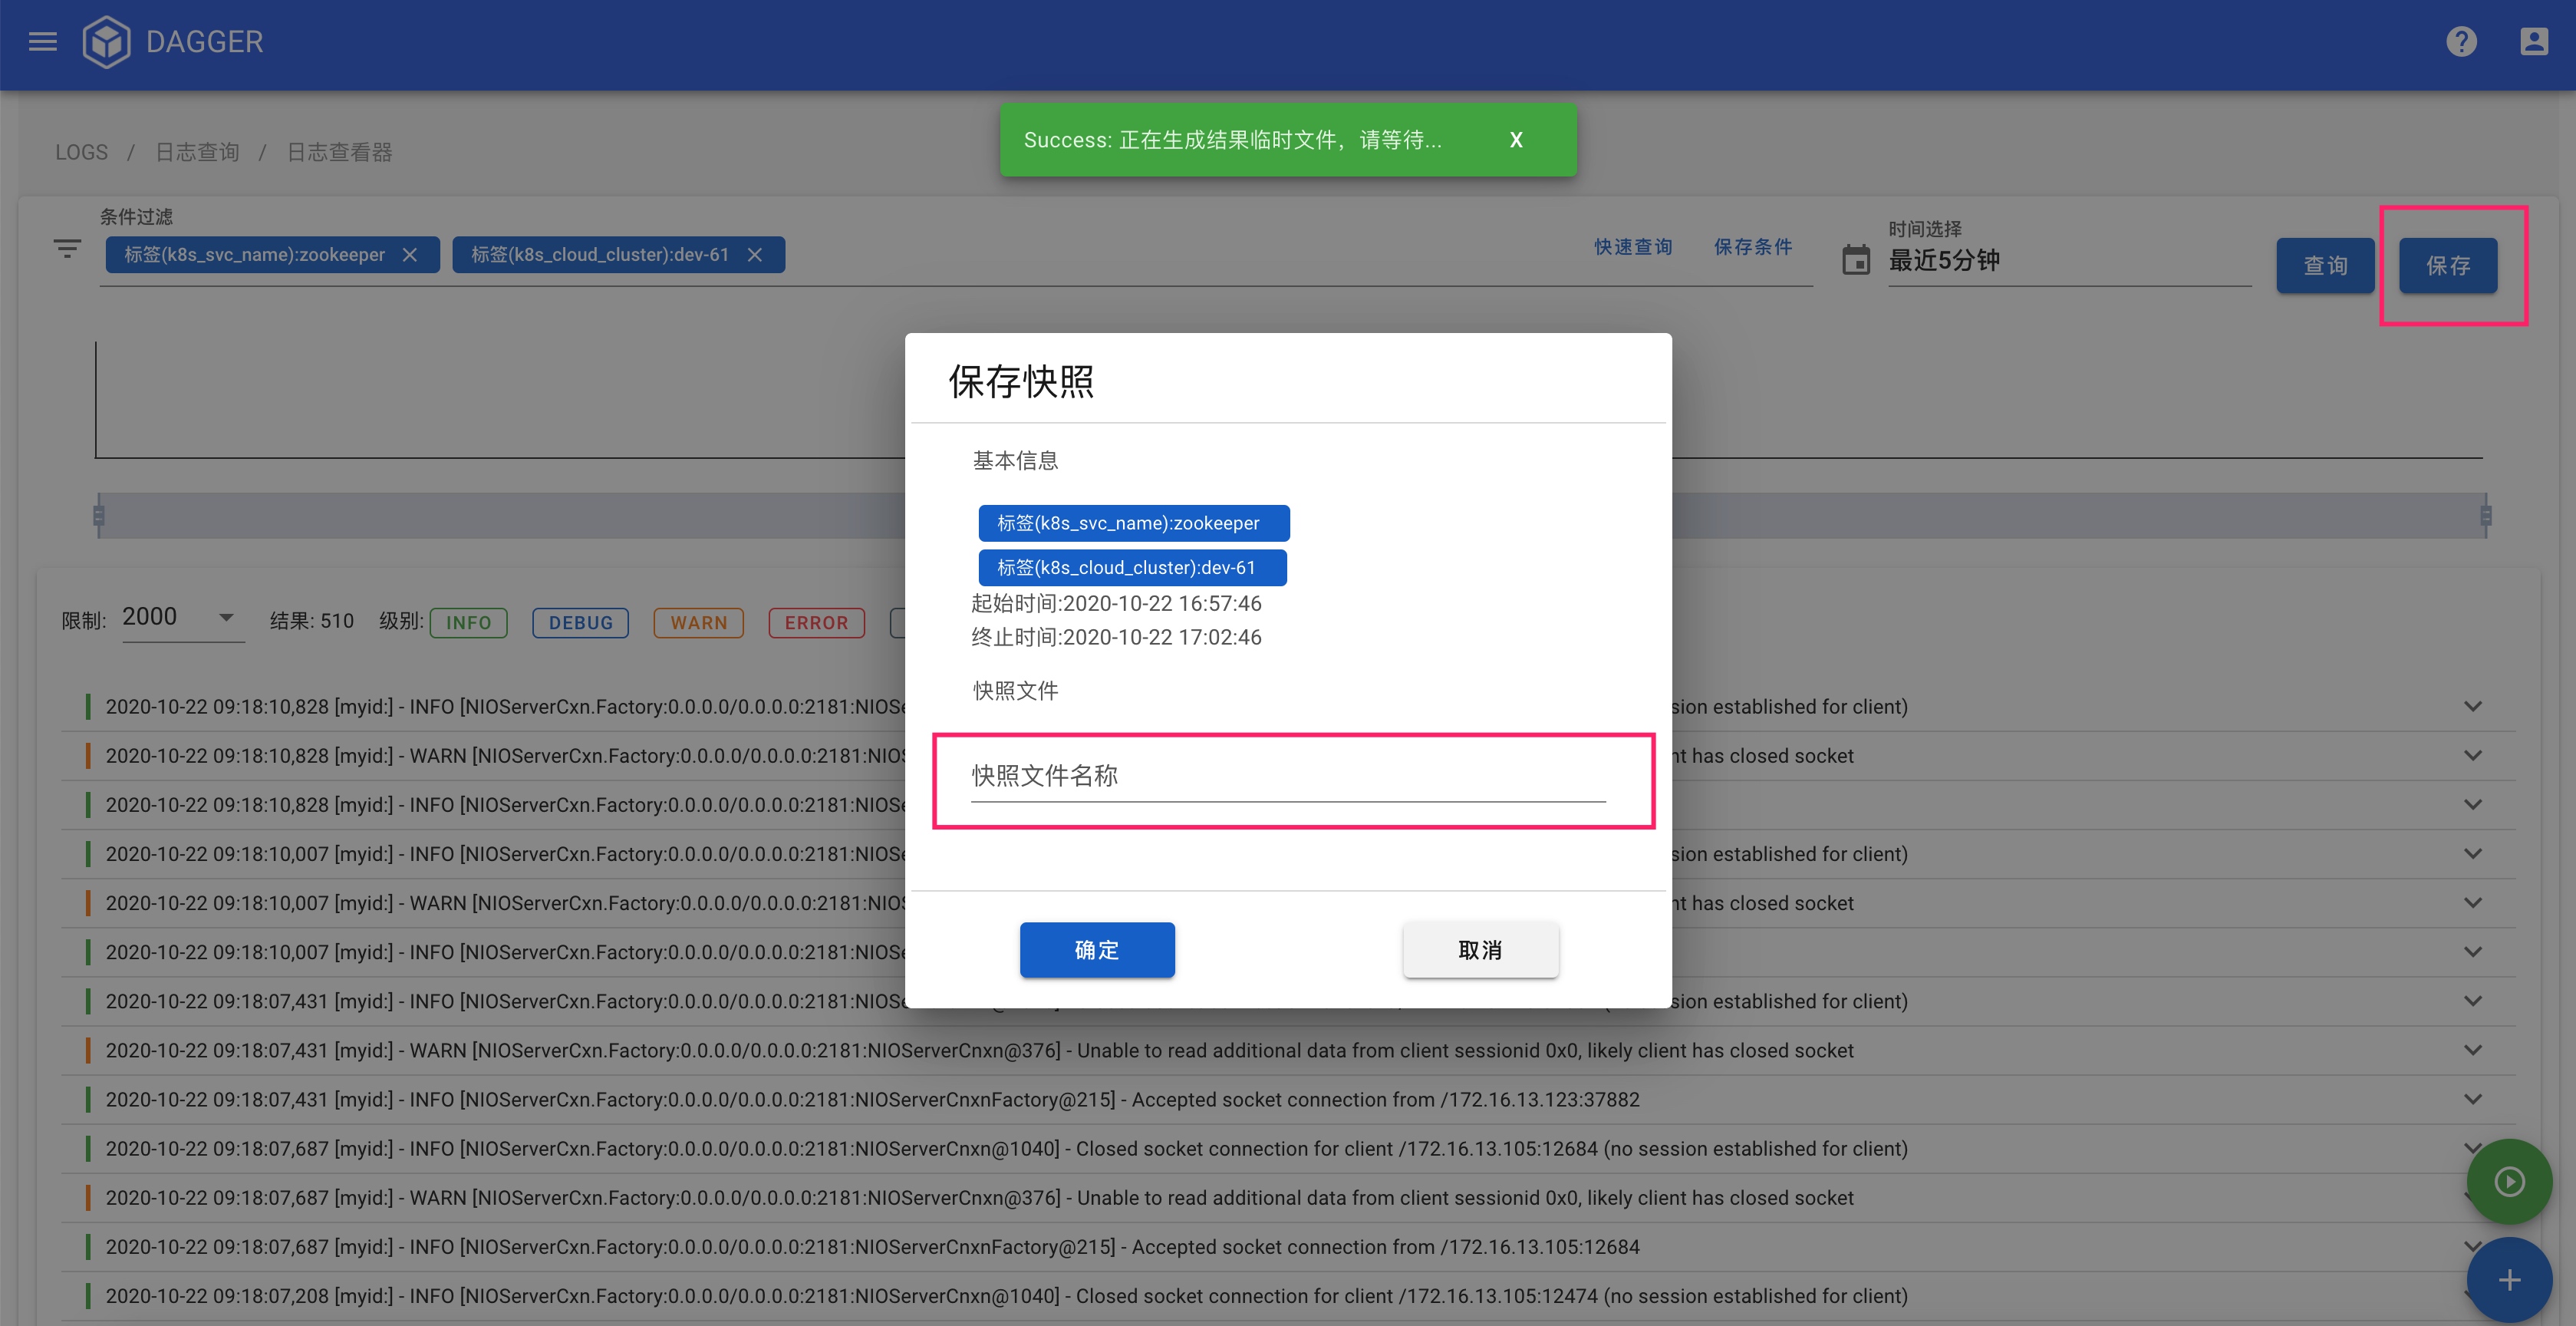 DAGGER
Success: 正在生成结果临时文件，请等待... X
LOGS / 日志查询 / 日志查看器
条件过滤
标签(k8s_svc_name):zookeeper
标签(k8s_cloud_cluster):dev-61
快速查询
保存条件
时间选择
最近5分钟
查询
保存
保存快照
基本信息
标签(k8s_svc_name):zookeeper
标签(k8s_cloud_cluster):dev-61
起始时间:2020-10-22 16:57:46
终止时间:2020-10-22 17:02:46
快照文件
快照文件名称
确定
取消
限制: 2000 结果: 510 级别: INFO DEBUG WARN ERROR
2020-10-22 09:18:10,828 [myid:] - INFO [NIOServerCxn.Factory:0.0.0.0/0.0.0.0:2181:NIOSe sion established for client)
2020-10-22 09:18:10,828 [myid:] - WARN [NIOServerCxn.Factory:0.0.0.0/0.0.0.0:2181:NIOS nt has closed socket
2020-10-22 09:18:10,828 [myid:] - INFO [NIOServerCxn.Factory:0.0.0.0/0.0.0.0:2181:NIOSe
2020-10-22 09:18:10,007 [myid:] - INFO [NIOServerCxn.Factory:0.0.0.0/0.0.0.0:2181:NIOSe sion established for client)
2020-10-22 09:18:10,007 [myid:] - WARN [NIOServerCxn.Factory:0.0.0.0/0.0.0.0:2181:NIOS nt has closed socket
2020-10-22 09:18:10,007 [myid:] - INFO [NIOServerCxn.Factory:0.0.0.0/0.0.0.0:2181:NIOSe
2020-10-22 09:18:07,431 [myid:] - INFO [NIOServerCxn.Factory:0.0.0.0/0.0.0.0:2181:NIOSe sion established for client)
2020-10-22 09:18:07,431 [myid:] - WARN [NIOServerCxn.Factory:0.0.0.0/0.0.0.0:2181:NIOServerCnxn@376] - Unable to read additional data from client sessionid 0x0, likely client has closed socket
2020-10-22 09:18:07,431 [myid:] - INFO [NIOServerCxn.Factory:0.0.0.0/0.0.0.0:2181:NIOServerCnxnFactory@215] - Accepted socket connection from /172.16.13.123:37882
2020-10-22 09:18:07,687 [myid:] - INFO [NIOServerCxn.Factory:0.0.0.0/0.0.0.0:2181:NIOServerCnxn@1040] - Closed socket connection for client /172.16.13.105:12684 (no session established for client)
2020-10-22 09:18:07,687 [myid:] - WARN [NIOServerCxn.Factory:0.0.0.0/0.0.0.0:2181:NIOServerCnxn@376] - Unable to read additional data from client sessionid 0x0, likely client has closed socket
2020-10-22 09:18:07,687 [myid:] - INFO [NIOServerCxn.Factory:0.0.0.0/0.0.0.0:2181:NIOServerCnxnFactory@215] - Accepted socket connection from /172.16.13.105:12684
2020-10-22 09:18:07,208 [myid:] - INFO [NIOServerCxn.Factory:0.0.0.0/0.0.0.0:2181:NIOServerCnxn@1040] - Closed socket connection for client /172.16.13.105:12474 (no session established for client)